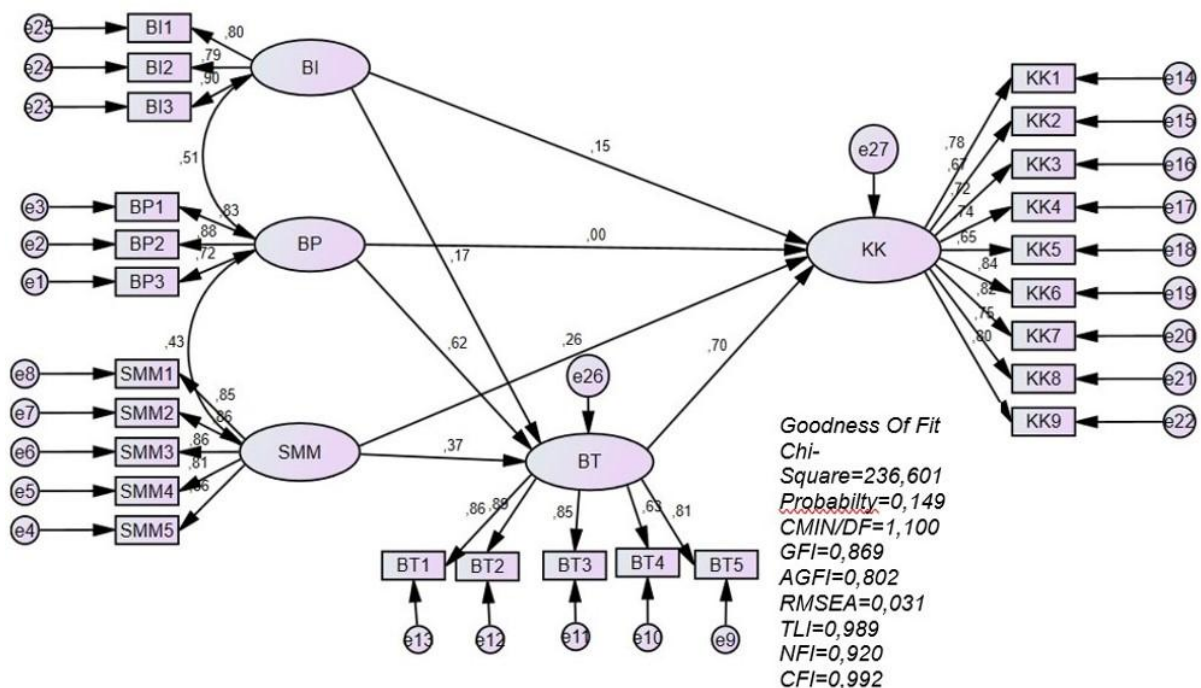 e25
BI1
,80
e24
BI2
,79
BI
e23
BI3
,90
,51
,15
e27
KK1
e14
KK2
e15
,78
,67
KK3
e16
,72
KK4
e17
,74
e3
BP1
,83
e2
BP2
,88
BP
,00
,17
KK
,65
KK5
e18
e1
BP3
,72
,84
KK6
e19
,82
KK7
e20
,75
,80
KK8
e21
KK9
e22
,43
,62
,26
,70
e26
e8
SMM1
,85
e7
SMM2
,86
e6
SMM3
,86
SMM
,37
BT
e5
SMM4
,81
e4
SMM5
,86
,85
,63
,81
BT1
BT2
BT3
BT4
BT5
e13
e12
e11
e10
e9
Goodness Of Fit
Chi-
Square=236,601
Probabilty=0,149
CMIN/DF=1,100
GFI=0,869
AGFI=0,802
RMSEA=0,031
TLI=0,989
NFI=0,920
CFI=0,992